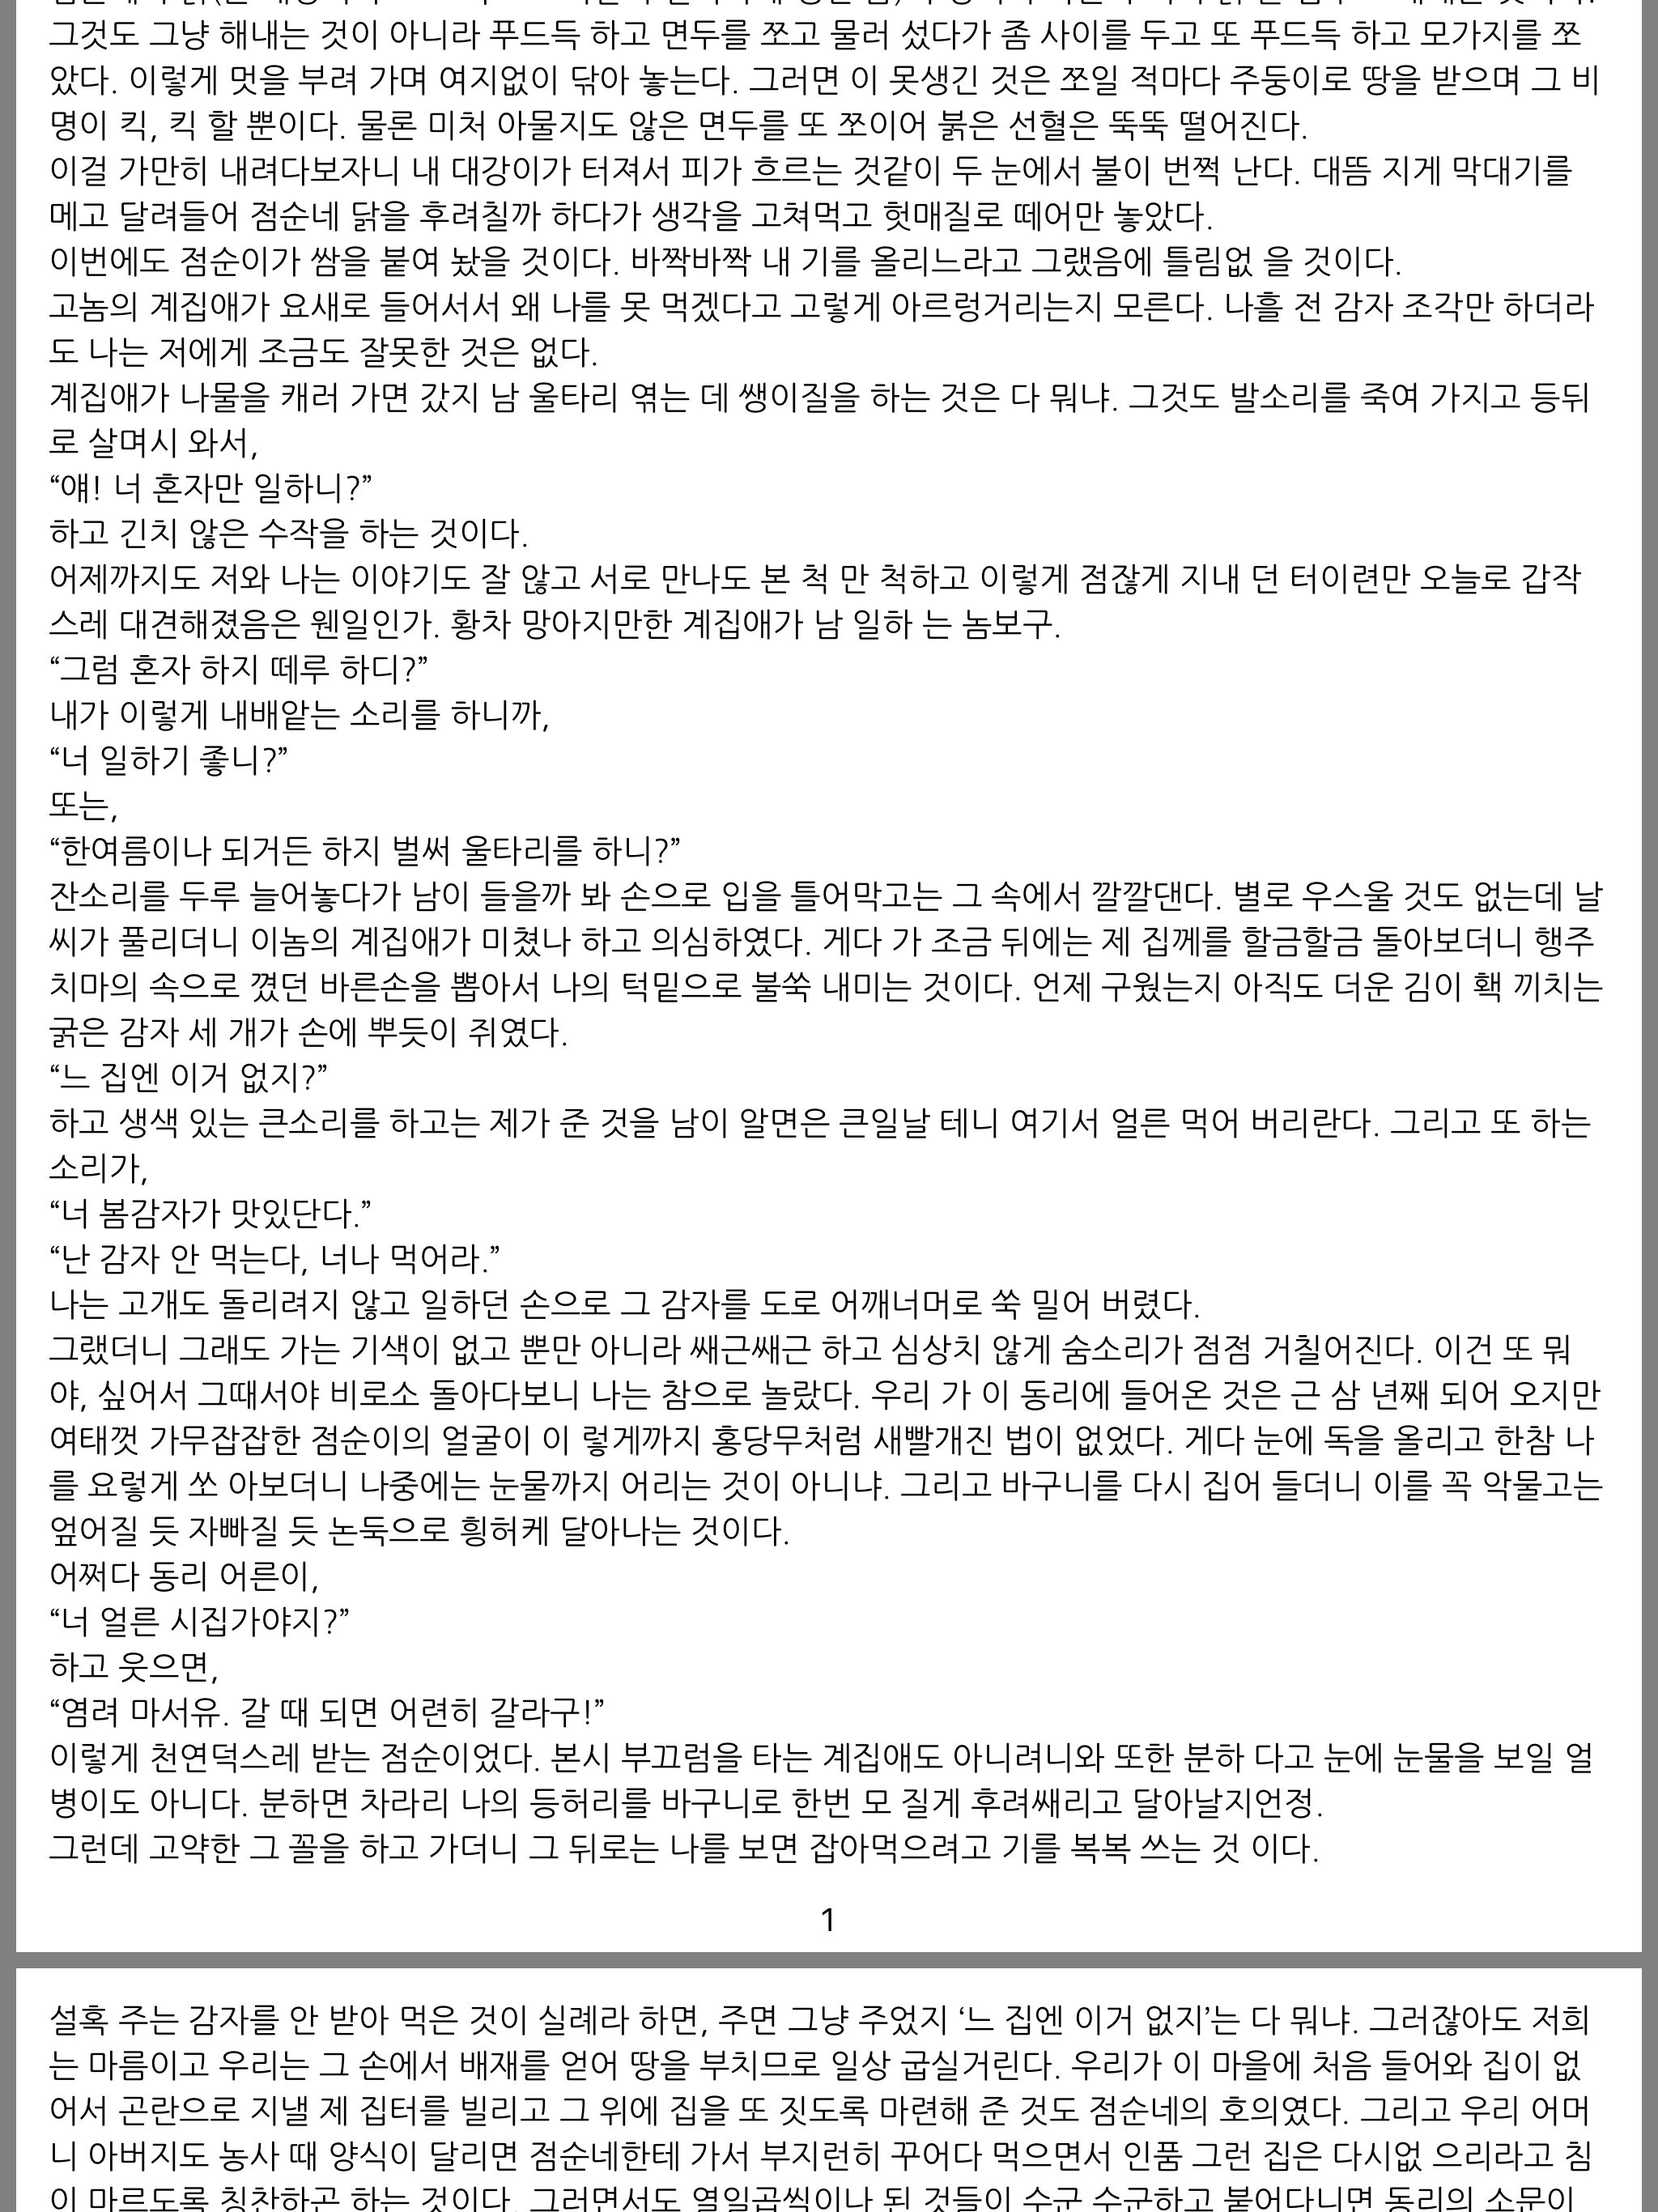 그것도 그냥 해내는 것이 아니라 푸드득 하고 면두를 쪼고 물러 섰다가 좀 사이를 두고 또 푸드득 하고 모가지를 쪼
았다. 이렇게 멋을 부려 가며 여지없이 닦아 놓는다. 그러면 이 못생긴 것은 쪼일 적마다 주둥이로 땅을 받으며 그 비
명이 킥, 킥 할 뿐이다. 물론 미처 아물지도 않은 면두를 또 쪼이어 붉은 선혈은 뚝뚝 떨어진다.
이걸 가만히 내려다보자니 내 대강이가 터져서 피가 흐르는 것같이 두 눈에서 불이 번쩍 난다. 대뜸 지게 막대기를
메고 달려들어 점순네 닭을 후려칠까 하다가 생각을 고쳐먹고 헛매질로 떼어만 놓았다.
이번에도 점순이가 쌈을 붙여 놨을 것이다. 바짝바짝 내 기를 올리느라고 그랬음에 틀림없 을 것이다.
고놈의 계집애가 요새로 들어서서 왜 나를 못 먹겠다고 고렇게 아르렁거리는지 모른다. 나흘 전 감자 조각만 하더라
도 나는 저에게 조금도 잘못한 것은 없다.
계집애가 나물을 캐러 가면 갔지 남 울타리 엮는 데 쌩이질을 하는 것은 다 뭐냐. 그것도 발소리를 죽여 가지고 등뒤
로 살며시 와서,
“얘! 너 혼자만 일하니?”
하고 긴치 않은 수작을 하는 것이다.
어제까지도 저와 나는 이야기도 잘 않고 서로 만나도 본 척 만 척하고 이렇게 점잖게 지내 던 터이련만 오늘로 갑작
스레 대견해졌음은 웬일인가. 황차 망아지만한 계집애가 남 일하 는 놈보구.
“그럼 혼자 하지 떼루 하디?”
내가 이렇게 내배앝는 소리를 하니까,
“너 일하기 좋니?”
또는,
“한여름이나 되거든 하지 벌써 울타리를 하니?”
잔소리를 두루 늘어놓다가 남이 들을까 봐 손으로 입을 틀어막고는 그 속에서 깔깔댄다. 별로 우스울 것도 없는데 날
씨가 풀리더니 이놈의 계집애가 미쳤나 하고 의심하였다. 게다 가 조금 뒤에는 제 집께를 할금할금 돌아보더니 행주
치마의 속으로 꼈던 바른손을 뽑아서 나의 턱밑으로 불쑥 내미는 것이다. 언제 구웠는지 아직도 더운 김이 홱 끼치는
굵은 감자 세 개가 손에 뿌듯이 쥐였다.
“느 집엔 이거 없지?”
하고 생색 있는 큰소리를 하고는 제가 준 것을 남이 알면은 큰일날 테니 여기서 얼른 먹어 버리란다. 그리고 또 하는
소리가,
“너 봄감자가 맛있단다.”
“난 감자 안 먹는다, 너나 먹어라.”
나는 고개도 돌리려지 않고 일하던 손으로 그 감자를 도로 어깨너머로 쑥 밀어 버렸다.
그랬더니 그래도 가는 기색이 없고 뿐만 아니라 쌔근쌔근 하고 심상치 않게 숨소리가 점점 거칠어진다. 이건 또 뭐
야, 싶어서 그때서야 비로소 돌아다보니 나는 참으로 놀랐다. 우리 가 이 동리에 들어온 것은 근 삼 년째 되어 오지만
여태껏 가무잡잡한 점순이의 얼굴이 이 렇게까지 홍당무처럼 새빨개진 법이 없었다. 게다 눈에 독을 올리고 한참 나
를 요렇게 쏘 아보더니 나중에는 눈물까지 어리는 것이 아니냐. 그리고 바구니를 다시 집어 들더니 이를 꼭 악물고는
엎어질 듯 자빠질 듯 논둑으로 휭허케 달아나는 것이다.
어쩌다 동리 어른이,
“너 얼른 시집가야지?”
하고 웃으면,
“염려 마서유. 갈 때 되면 어련히 갈라구!”
이렇게 천연덕스레 받는 점순이었다. 본시 부끄럼을 타는 계집애도 아니려니와 또한 분하 다고 눈에 눈물을 보일 얼
병이도 아니다. 분하면 차라리 나의 등허리를 바구니로 한번 모 질게 후려쌔리고 달아날지언정.
그런데 고약한 그 꼴을 하고 가더니 그 뒤로는 나를 보면 잡아먹으려고 기를 복복 쓰는 것 이다.
1
설혹 주는 감자를 안 받아 먹은 것이 실례라 하면, 주면 그냥 주었지 ‘느 집엔 이거 없지’는 다 뭐냐. 그러잖아도 저희
는 마름이고 우리는 그 손에서 배재를 얻어 땅을 부치므로 일상 굽실거린다. 우리가 이 마을에 처음 들어와 집이 없
어서 곤란으로 지낼 제 집터를 빌리고 그 위에 집을 또 짓도록 마련해 준 것도 점순네의 호의였다. 그리고 우리 어머
니 아버지도 농사 때 양식이 달리면 점순네한테 가서 부지런히 꾸어다 먹으면서 인품 그런 집은 다시없 으리라고 침
이 마르도록 칭찬하곤 하는 것이다. 그러면서도 열일곱씩이나 된 것들이 수군 수군하고 붙어다니면 동리의 소문이